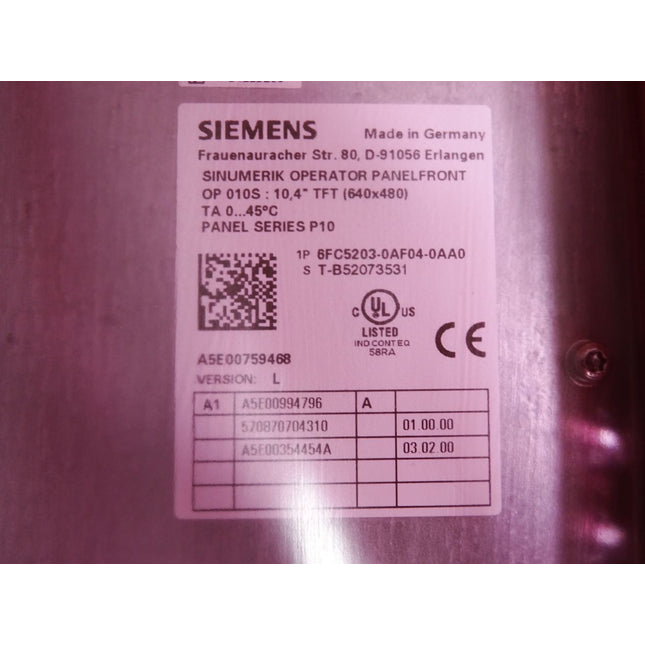 SIEMENS Made in Germany
Frauenauracher Str. 80, D-91056 Erlangen
SINUMERIK OPERATOR PANELFRONT
OP 010S : 10,4" TFT (640x480)
TA 0...45°C
PANEL SERIES P10
1P 6FC5203-0AF04-0AA0
S T-B52073531
C UL US
LISTED
IND CONT EQ
58RA
CE
A5E00759468
VERSION: L
A1 A5E00994796 A
570870704310 01.00.00
A5E00354454A 03.02.00